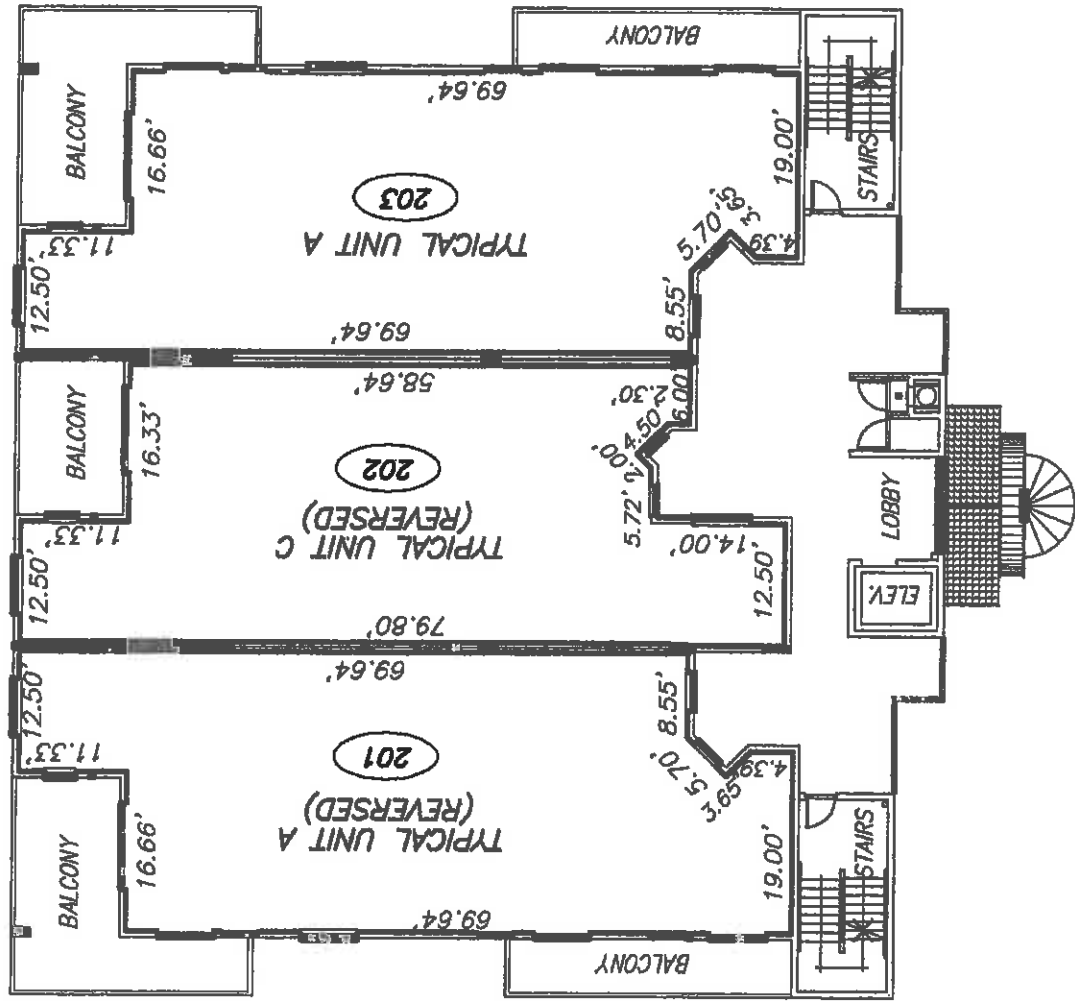 BALCONY
69.64'
BALCONY
16.66'
203
TYPICAL UNIT A
19.00'
STAIRS
3.65'
5.70'
4.39
11.33'
12.50'
8.55'
69.64'
58.64'
BALCONY
16.33'
2.30'
6.00
4.50'
2.00'
5.72'
202
TYPICAL UNIT C
(REVERSED)
11.33'
14.00'
12.50'
12.50'
79.80'
LOBBY
ELEV.
69.64'
12.50'
8.55'
11.33'
5.70'
3.65
4.39'
201
TYPICAL UNIT A
(REVERSED)
16.66'
BALCONY
19.00'
STAIRS
69.64'
BALCONY